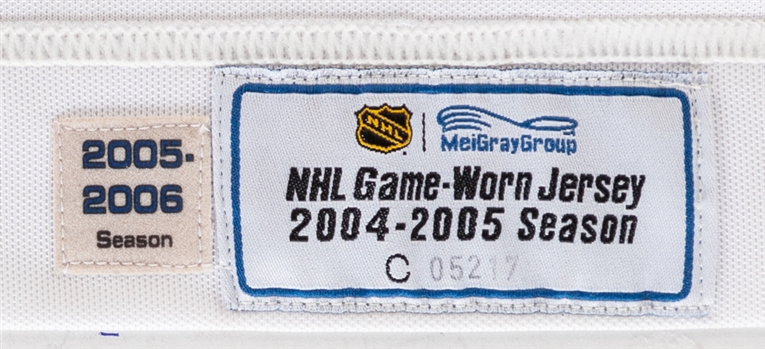 2005-
2006
Season
NHL | MeiGrayGroup
NHL Game-Worn Jersey
2004-2005 Season
C 05217